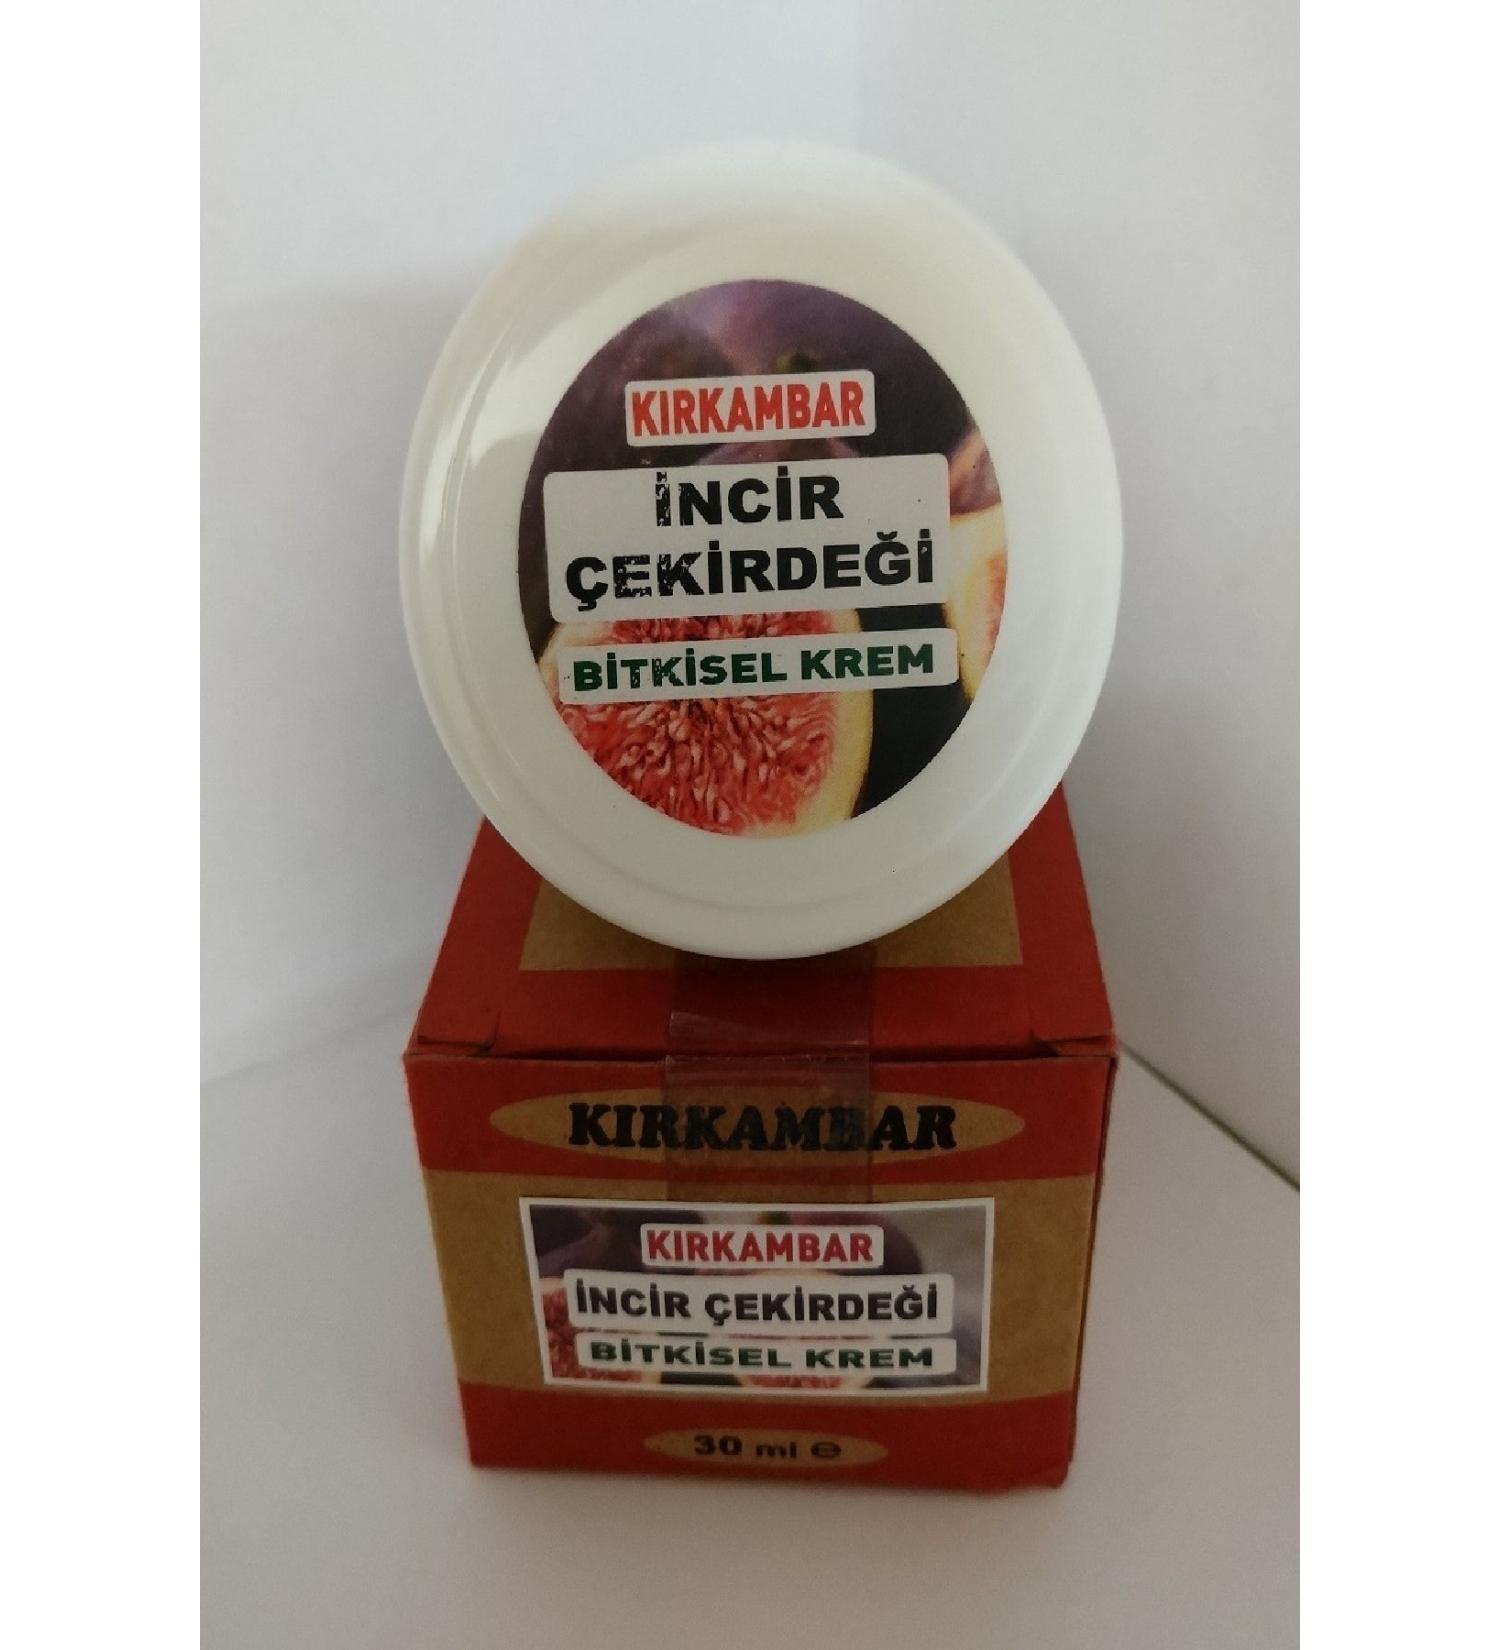 KIRKAMBAR
İNCİR
ÇEKİRDEĞİ
BİTKİSEL KREM
KIRKAMBAR
KIRKAMBAR
İNCİR ÇEKİRDEĞİ
BİTKİSEL KREM
30 ml ℮